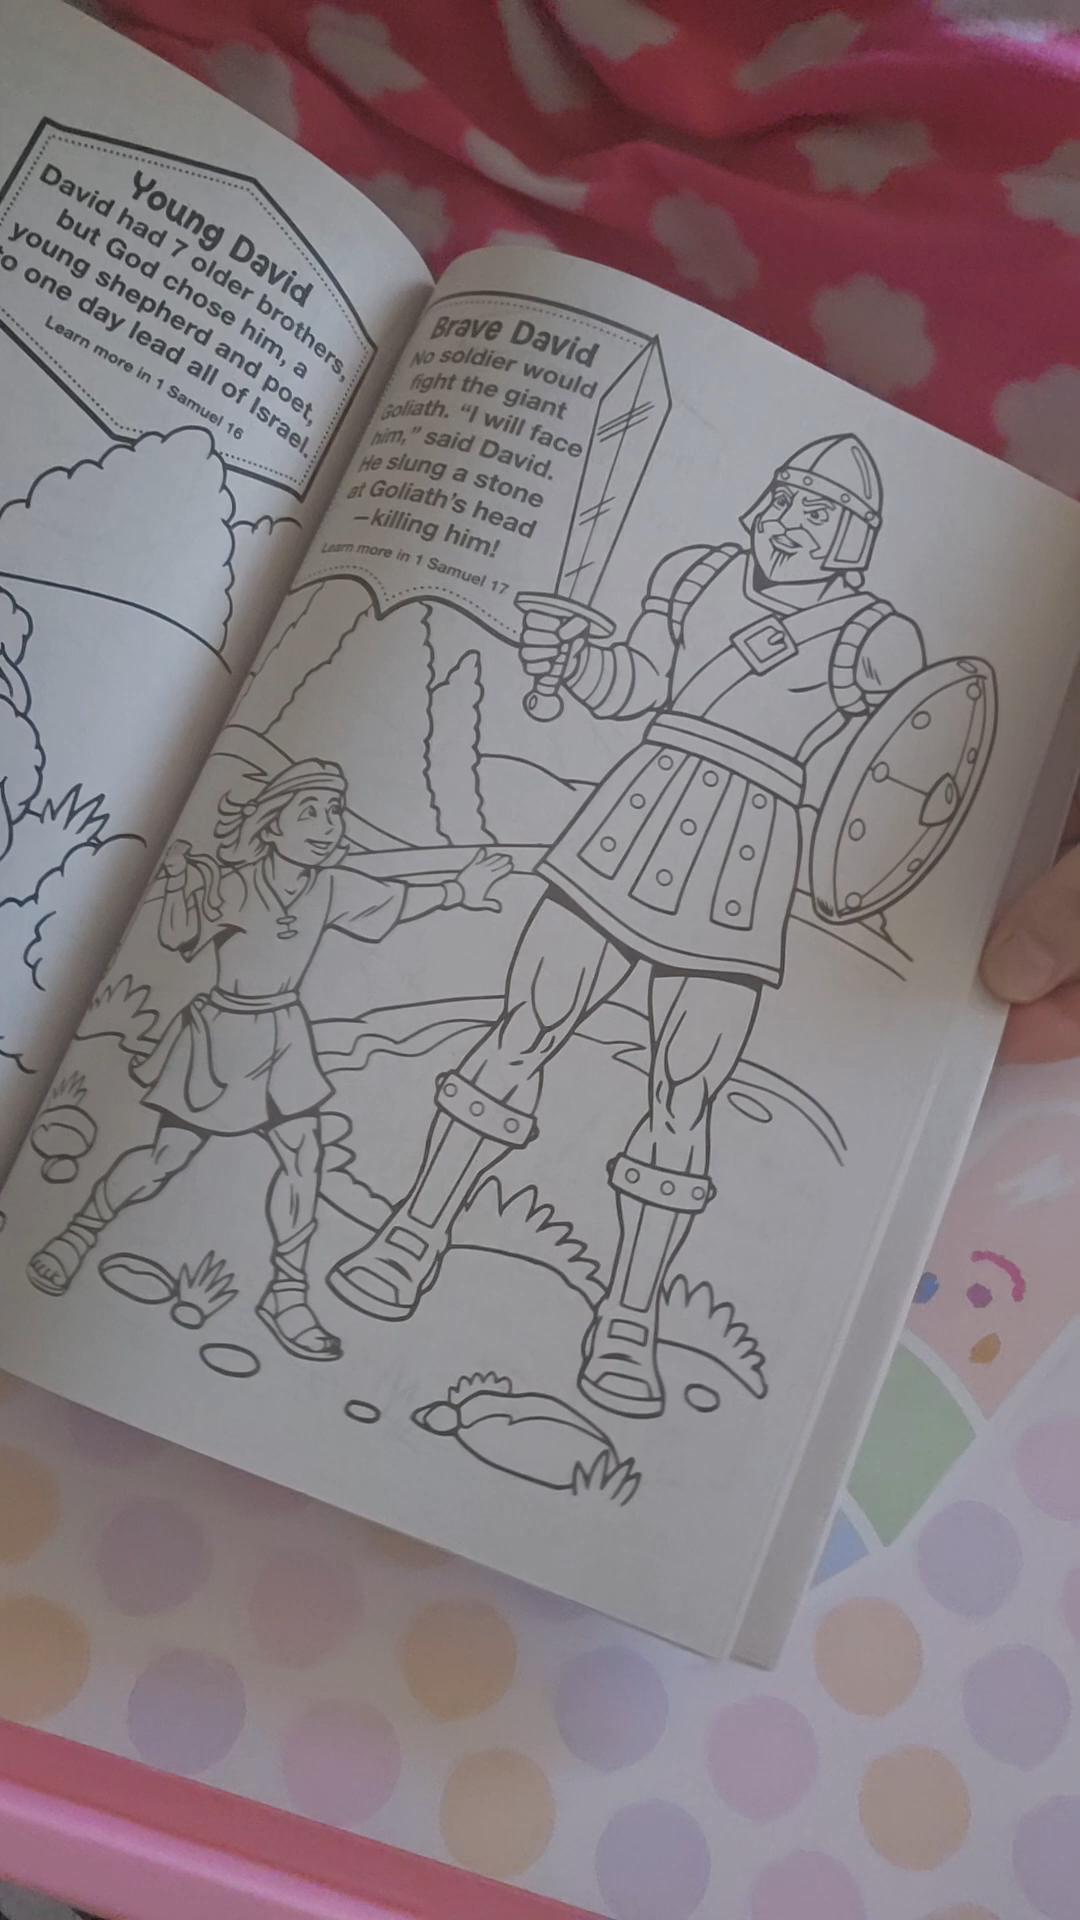 Young David
David had 7 older brothers,
but God chose him, a
young shepherd and poet,
to one day lead all of Israel.
Learn more in 1 Samuel 16
Brave David
No soldier would
fight the giant
Goliath. “I will face
him,” said David.
He slung a stone
at Goliath’s head
—killing him!
Learn more in 1 Samuel 17